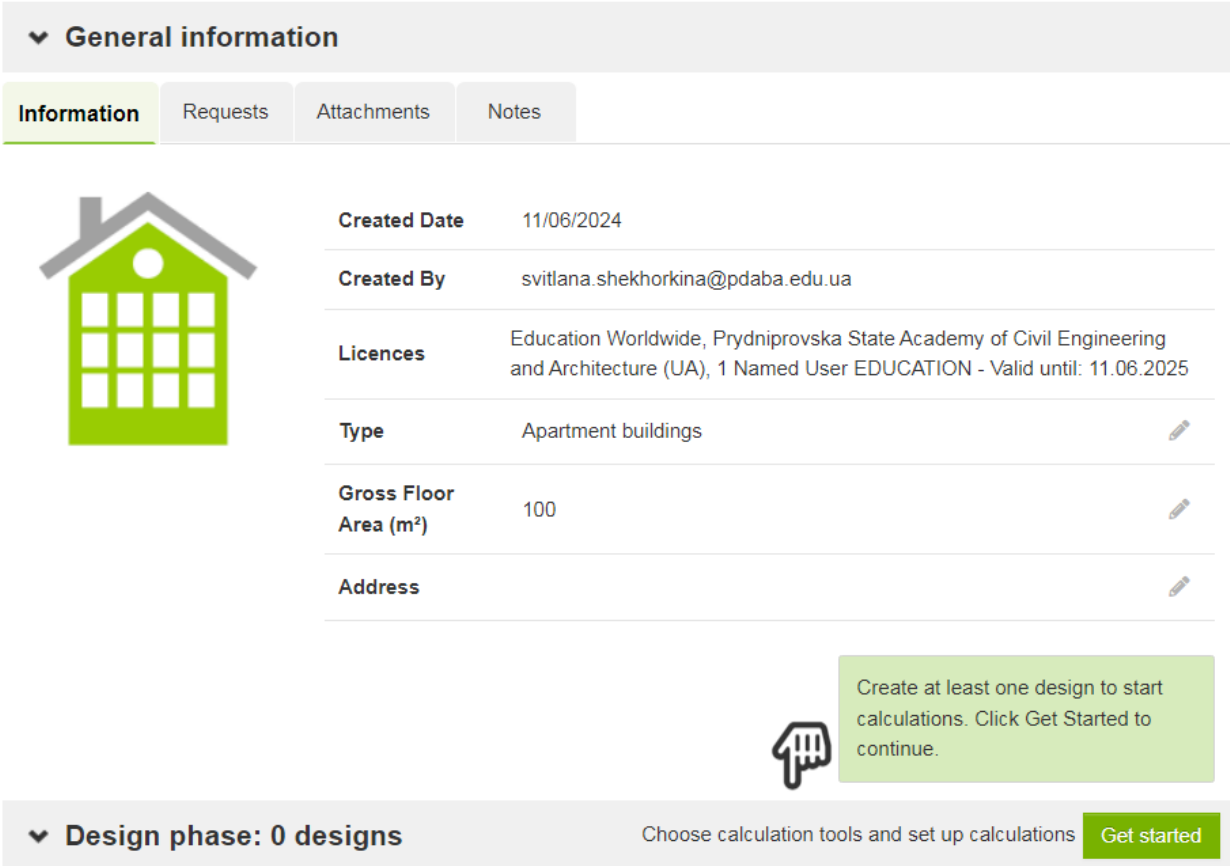 General information
Information Requests Attachments Notes
Created Date 11/06/2024
Created By svitlana.shekhorkina@pdaba.edu.ua
Licences Education Worldwide, Prydniprovska State Academy of Civil Engineering
and Architecture (UA), 1 Named User EDUCATION - Valid until: 11.06.2025
Type Apartment buildings
Gross Floor
Area (m²) 100
Address
Create at least one design to start
calculations. Click Get Started to
continue.
Design phase: 0 designs Choose calculation tools and set up calculations Get started